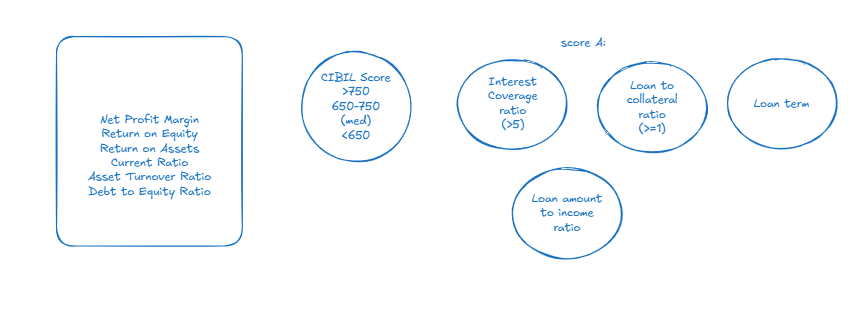 score A:
Net Profit Margin
Return on Equity
Return on Assets
Current Ratio
Asset Turnover Ratio
Debt to Equity Ratio
CIBIL Score
>750
650-750
(med)
<650
Interest
Coverage
ratio
(>5)
Loan to
collateral
ratio
(>=1)
Loan term
Loan amount
to income
ratio